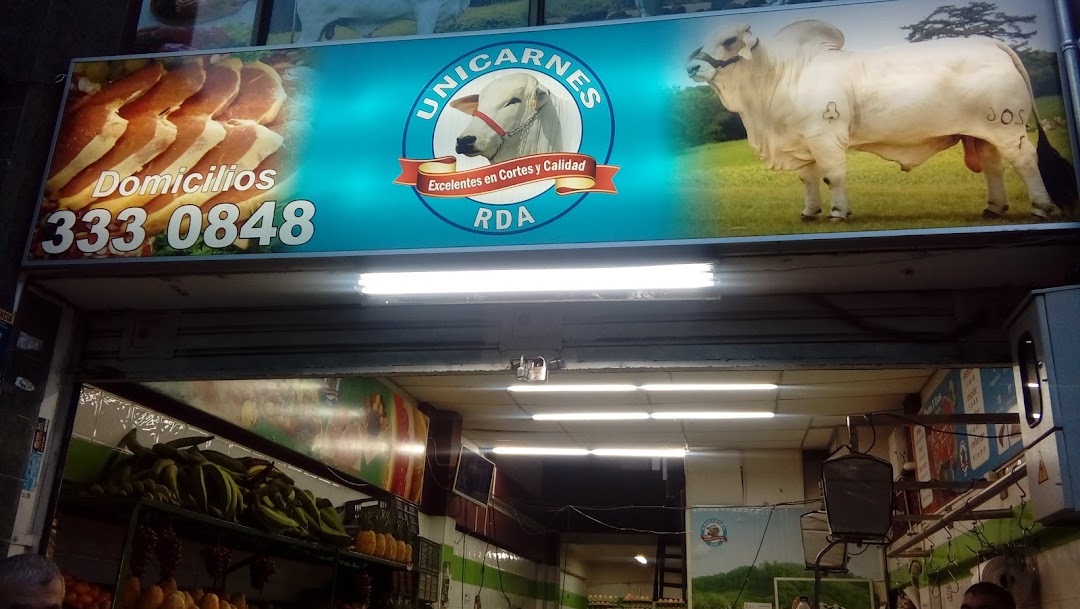 Domicilios
333 0848
UNICARNES
Excelentes en Cortes y Calidad
RDA